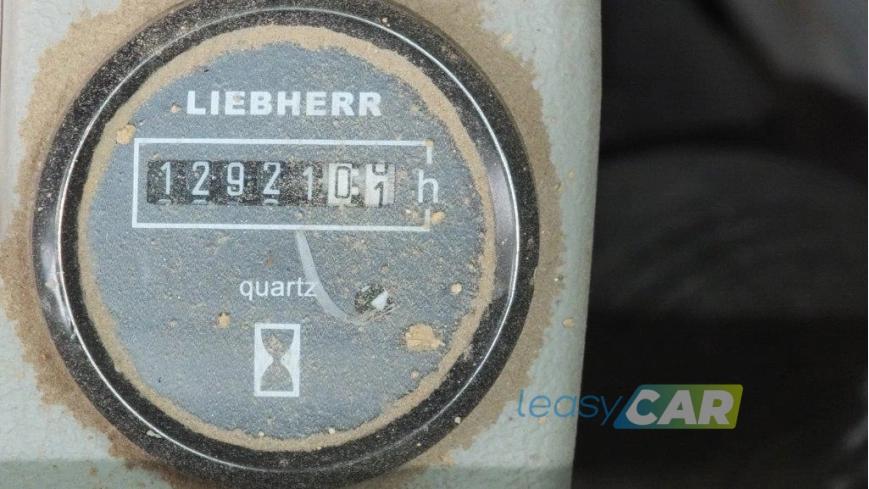 LIEBHERR
1292101 h
quartz
leasyCAR